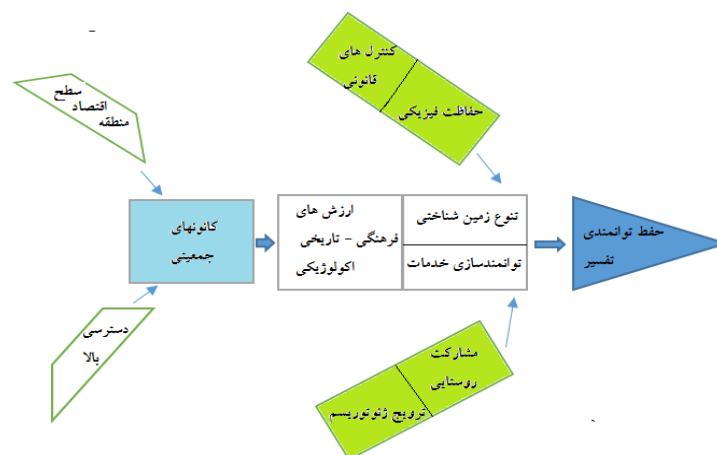 کنترل های
قانونی
حفاظت فیزیکی
سطح
اقتصاد
منطقه
کانونهای
جمعیتی
ارزش های
فرهنگی - تاریخی
اکولوژیکی
تنوع زمین شناختی
توانمندسازی خدمات
حفط توانمندی
تفسیر
دسترسی
بالا
مشارکت
روستایی
ترویج ژئوتوریسم